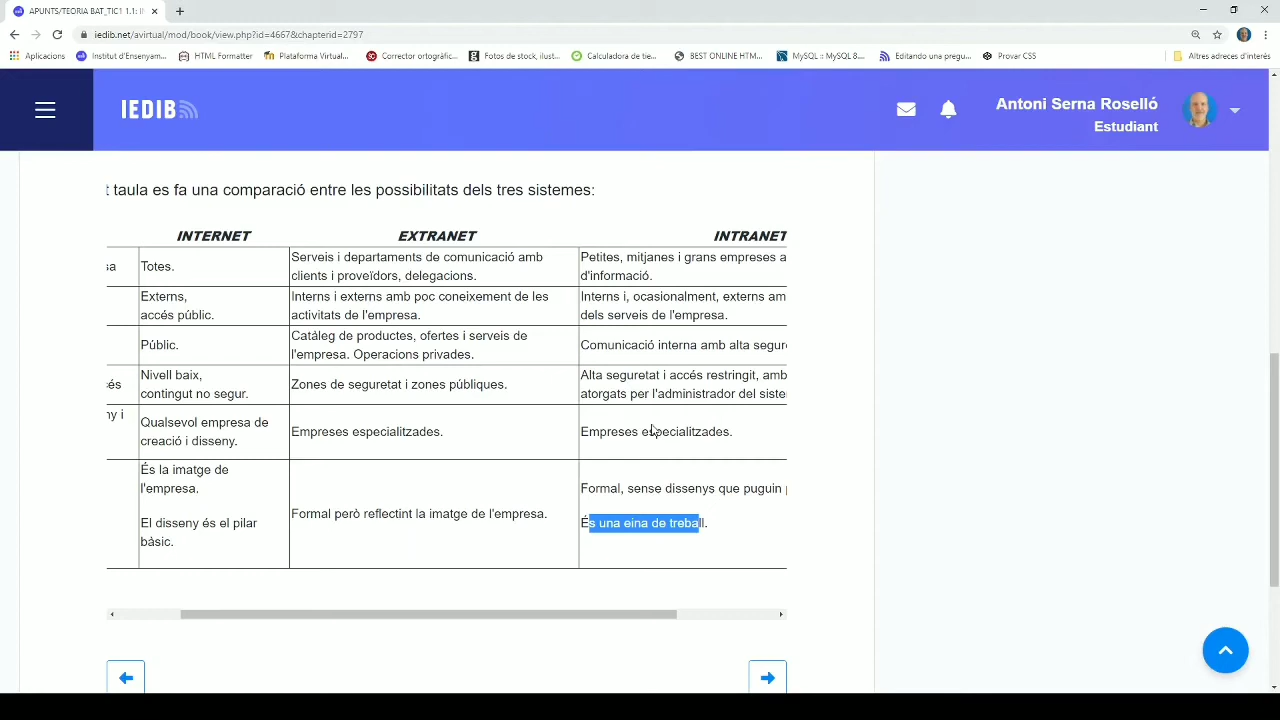 APUNTS/TEORIA BAT_TIC1 1.1: I
iedib.net/avirtual/mod/book/view.php?id=4667&chapterid=2797
Aplicacions Institut d'Ensenyam... HTML Formatter Plataforma Virtual... Corrector ortogràfic... Fotos de stock, ilust... Calculadora de tie... BEST ONLINE HTM... MySQL :: MySQL 8.... Editando una pregu... Provar CSS Altres adreces d'interés
IEDIB
Antoni Serna Roselló
Estudiant
t taula es fa una comparació entre les possibilitats dels tres sistemes:
INTERNET EXTRANET INTRANET
sa
Totes.
Serveis i departaments de comunicació amb
clients i proveïdors, delegacions.
Petites, mitjanes i grans empreses a
d'informació.
Externs,
accés públic.
Interns i externs amb poc coneixement de les
activitats de l'empresa.
Interns i, ocasionalment, externs am
dels serveis de l'empresa.
Públic.
Catàleg de productes, ofertes i serveis de
l'empresa. Operacions privades.
Comunicació interna amb alta segure
és
Nivell baix,
contingut no segur.
Zones de seguretat i zones públiques.
Alta seguretat i accés restringit, amb
atorgats per l'administrador del siste
ny i
Qualsevol empresa de
creació i disseny.
Empreses especialitzades.
Empreses especialitzades.
És la imatge de
l'empresa.
El disseny és el pilar
bàsic.
Formal però reflectint la imatge de l'empresa.
Formal, sense dissenys que puguin p
És una eina de treball.